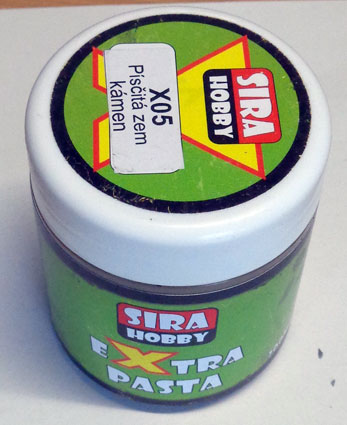 X05
Písčitá zem
kámen
SIRA
HOBBY
SIRA
HOBBY
EXTRA
PASTA